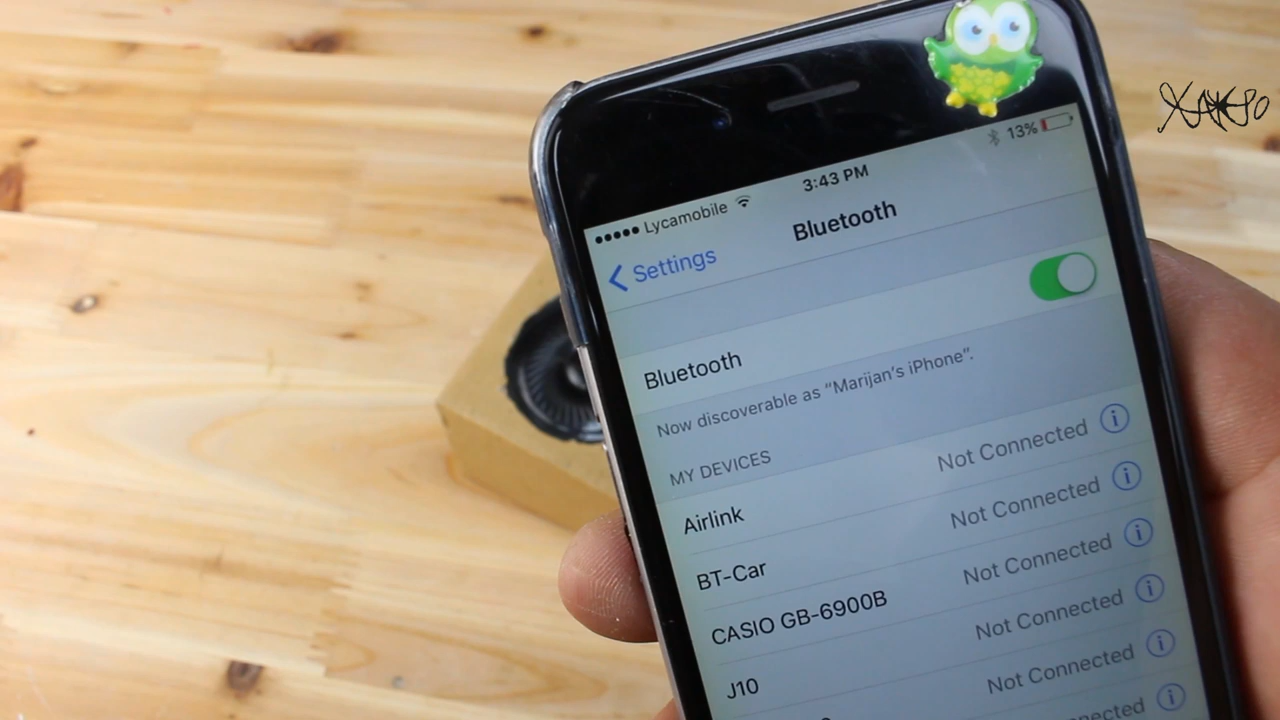 ●●●●● Lycamobile 3:43 PM 13%
Settings Bluetooth
Bluetooth
Now discoverable as “Marijan’s iPhone”.
MY DEVICES
Airlink Not Connected
BT-Car Not Connected
CASIO GB-6900B Not Connected
J10 Not Connected
Not Connected
nnected